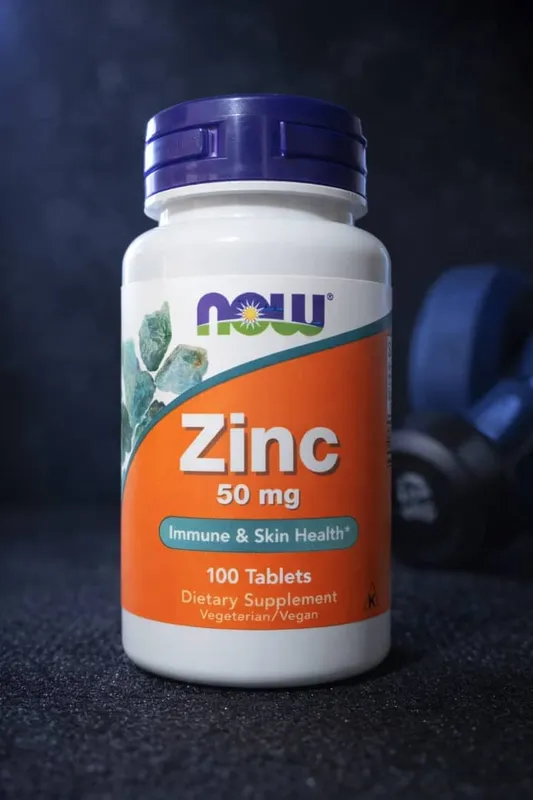 NOW®
Zinc
50 mg
Immune & Skin Health*
100 Tablets
Dietary Supplement
Vegetarian/Vegan
K